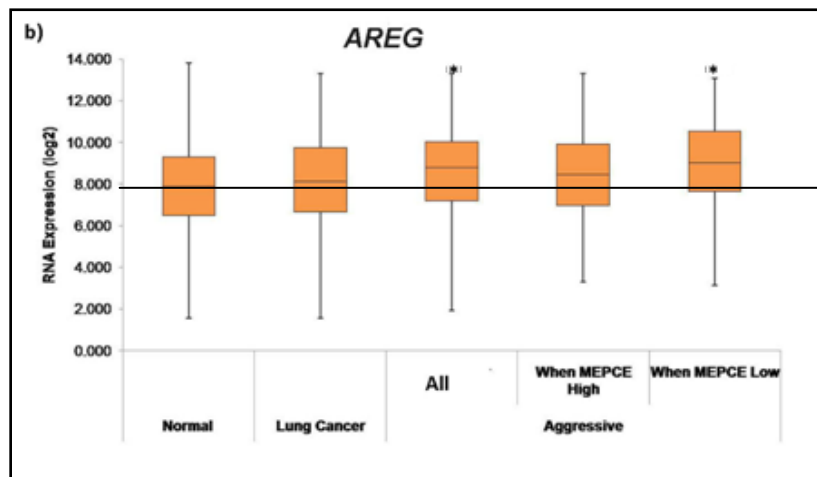 b)
AREG
RNA Expression (log2)
14.000
12.000
10.000
8.000
6.000
4.000
2.000
0.000
* *
All
When MEPCE
High
When MEPCE Low
Normal
Lung Cancer
Aggressive